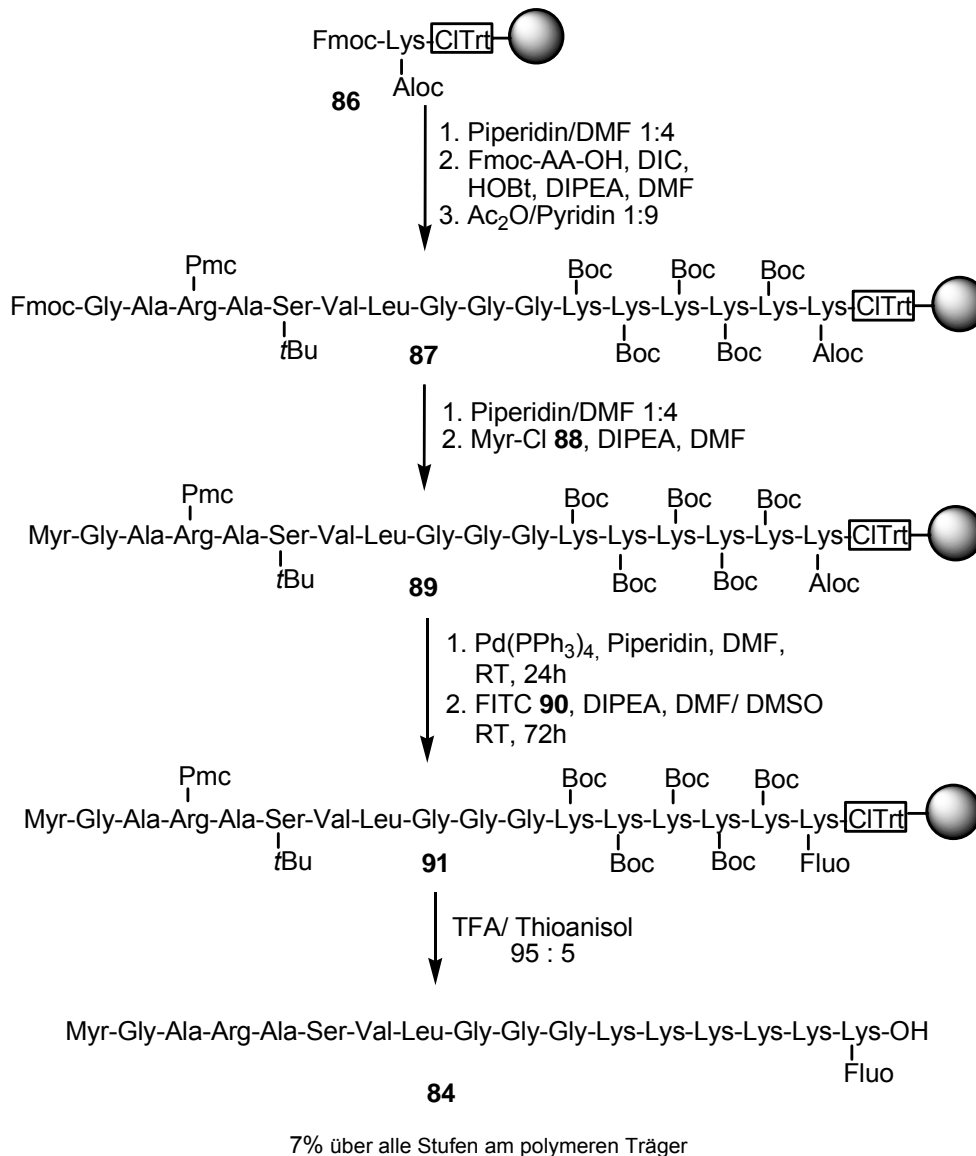 Fmoc-Lys-ClTrt
Aloc
86
1. Piperidin/DMF 1:4
2. Fmoc-AA-OH, DIC,
HOBt, DIPEA, DMF
3. Ac₂O/Pyridin 1:9
Pmc Boc Boc Boc
Fmoc-Gly-Ala-Arg-Ala-Ser-Val-Leu-Gly-Gly-Gly-Lys-Lys-Lys-Lys-Lys-Lys-ClTrt
tBu Boc Boc Aloc
87
1. Piperidin/DMF 1:4
2. Myr-Cl 88, DIPEA, DMF
Pmc Boc Boc Boc
Myr-Gly-Ala-Arg-Ala-Ser-Val-Leu-Gly-Gly-Gly-Lys-Lys-Lys-Lys-Lys-Lys-ClTrt
tBu Boc Boc Aloc
89
1. Pd(PPh₃)₄, Piperidin, DMF,
RT, 24h
2. FITC 90, DIPEA, DMF/ DMSO
RT, 72h
Pmc Boc Boc Boc
Myr-Gly-Ala-Arg-Ala-Ser-Val-Leu-Gly-Gly-Gly-Lys-Lys-Lys-Lys-Lys-Lys-ClTrt
tBu Boc Boc Fluo
91
TFA/ Thioanisol
95 : 5
Myr-Gly-Ala-Arg-Ala-Ser-Val-Leu-Gly-Gly-Gly-Lys-Lys-Lys-Lys-Lys-Lys-OH
Fluo
84
7% über alle Stufen am polymeren Träger